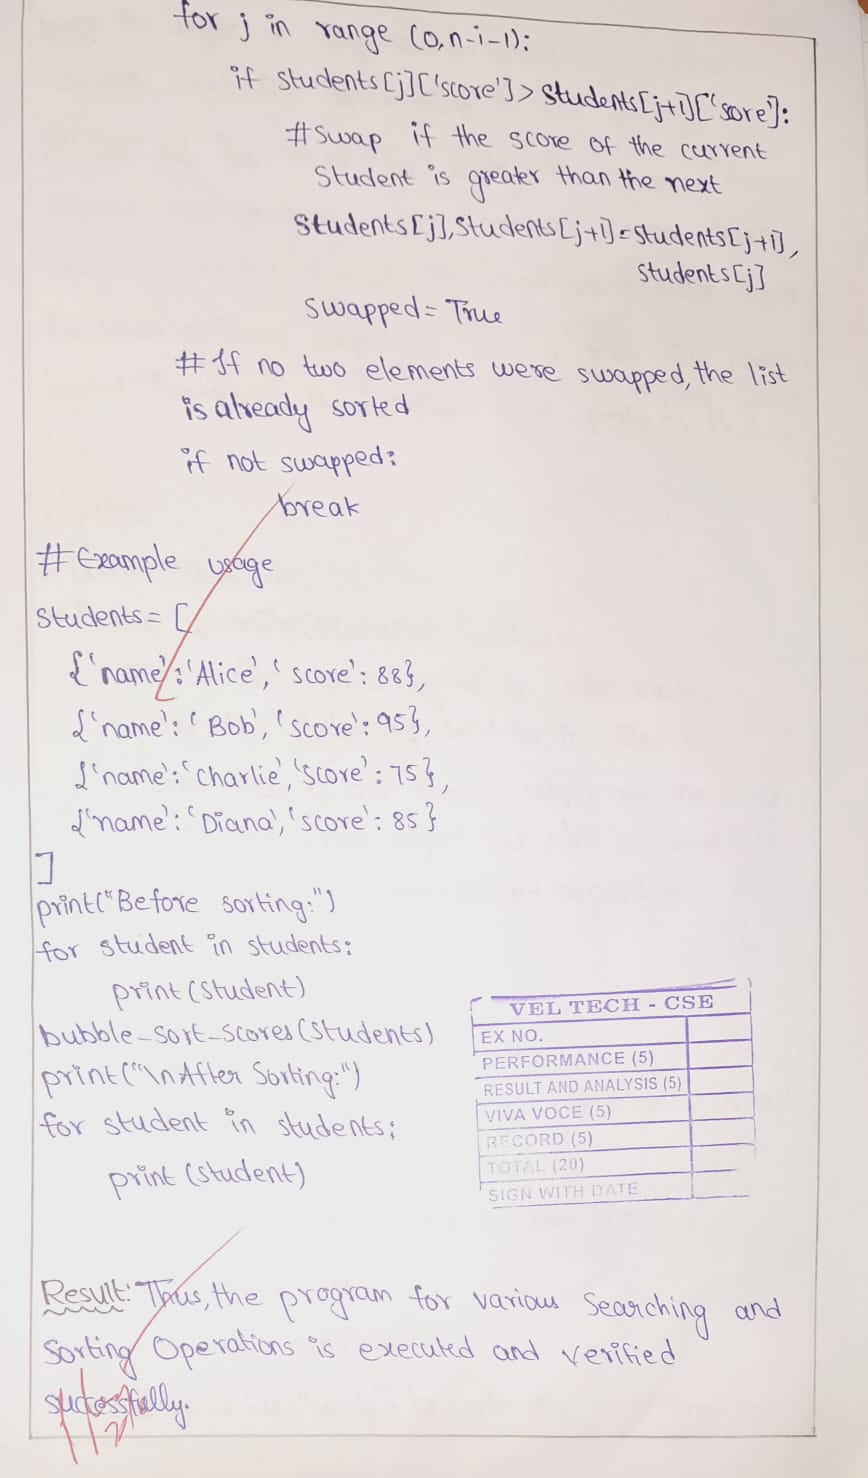 for j in range (0,n-i-1):
if students[j]['score']>students[j+1]['sore']:
#Swap if the score of the current
Student is greater than the next
students[j],students[j+1]=students[j+1],
students[j]
swapped=True
# If no two elements were swapped, the list
is already sorted
if not swapped:
break
# Example usage
students=[
{'name':'Alice','score':88},
{'name':'Bob','score':95},
{'name':'charlie','score':75},
{'name':'Diana','score':85}
]
print("Before sorting:")
for student in students:
print(student)
bubble-sort-scores(students)
print("\nAfter Sorting:")
for student in students:
print(student)
VEL TECH - CSE
EX NO.
PERFORMANCE (5)
RESULT AND ANALYSIS (5)
VIVA VOCE (5)
RECORD (5)
TOTAL (20)
SIGN WITH DATE
Result: Thus, the program for various Searching and
Sorting Operations is executed and verified
successfully.